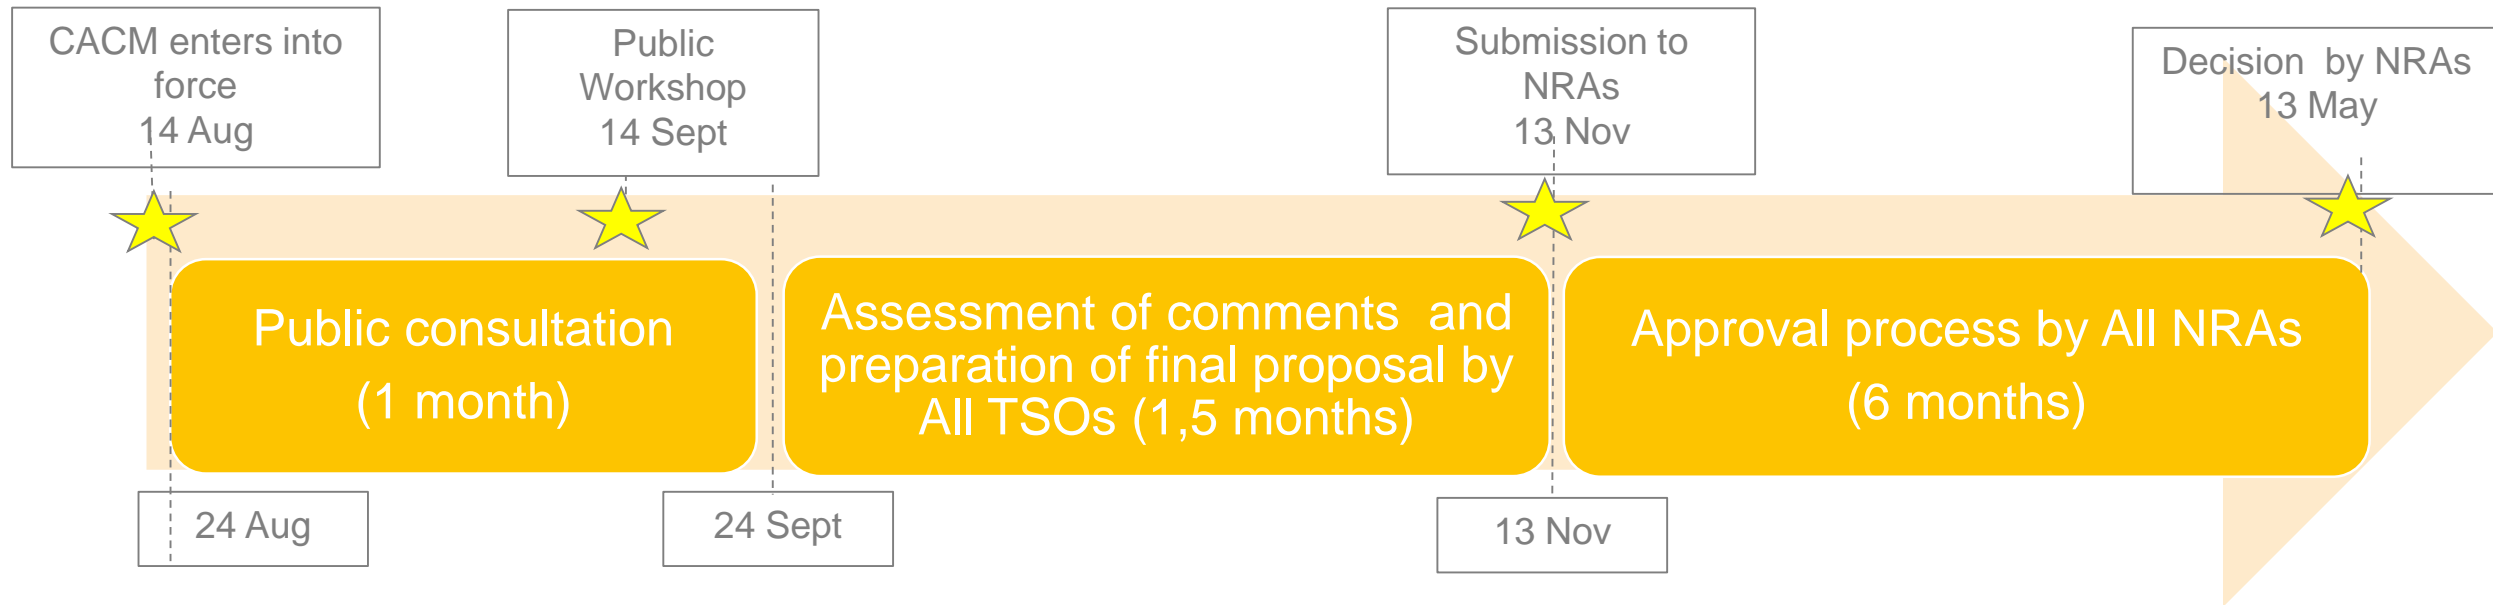 CACM enters into
force
14 Aug
Public
Workshop
14 Sept
Submission to
NRAs
13 Nov
Decision  by NRAs
13 May
Public consultation
(1 month)
Assessment of comments  and
preparation of final proposal by
All TSOs (1,5 months)
Approval process by All NRAs
(6 months)
24 Aug
24 Sept
13 Nov